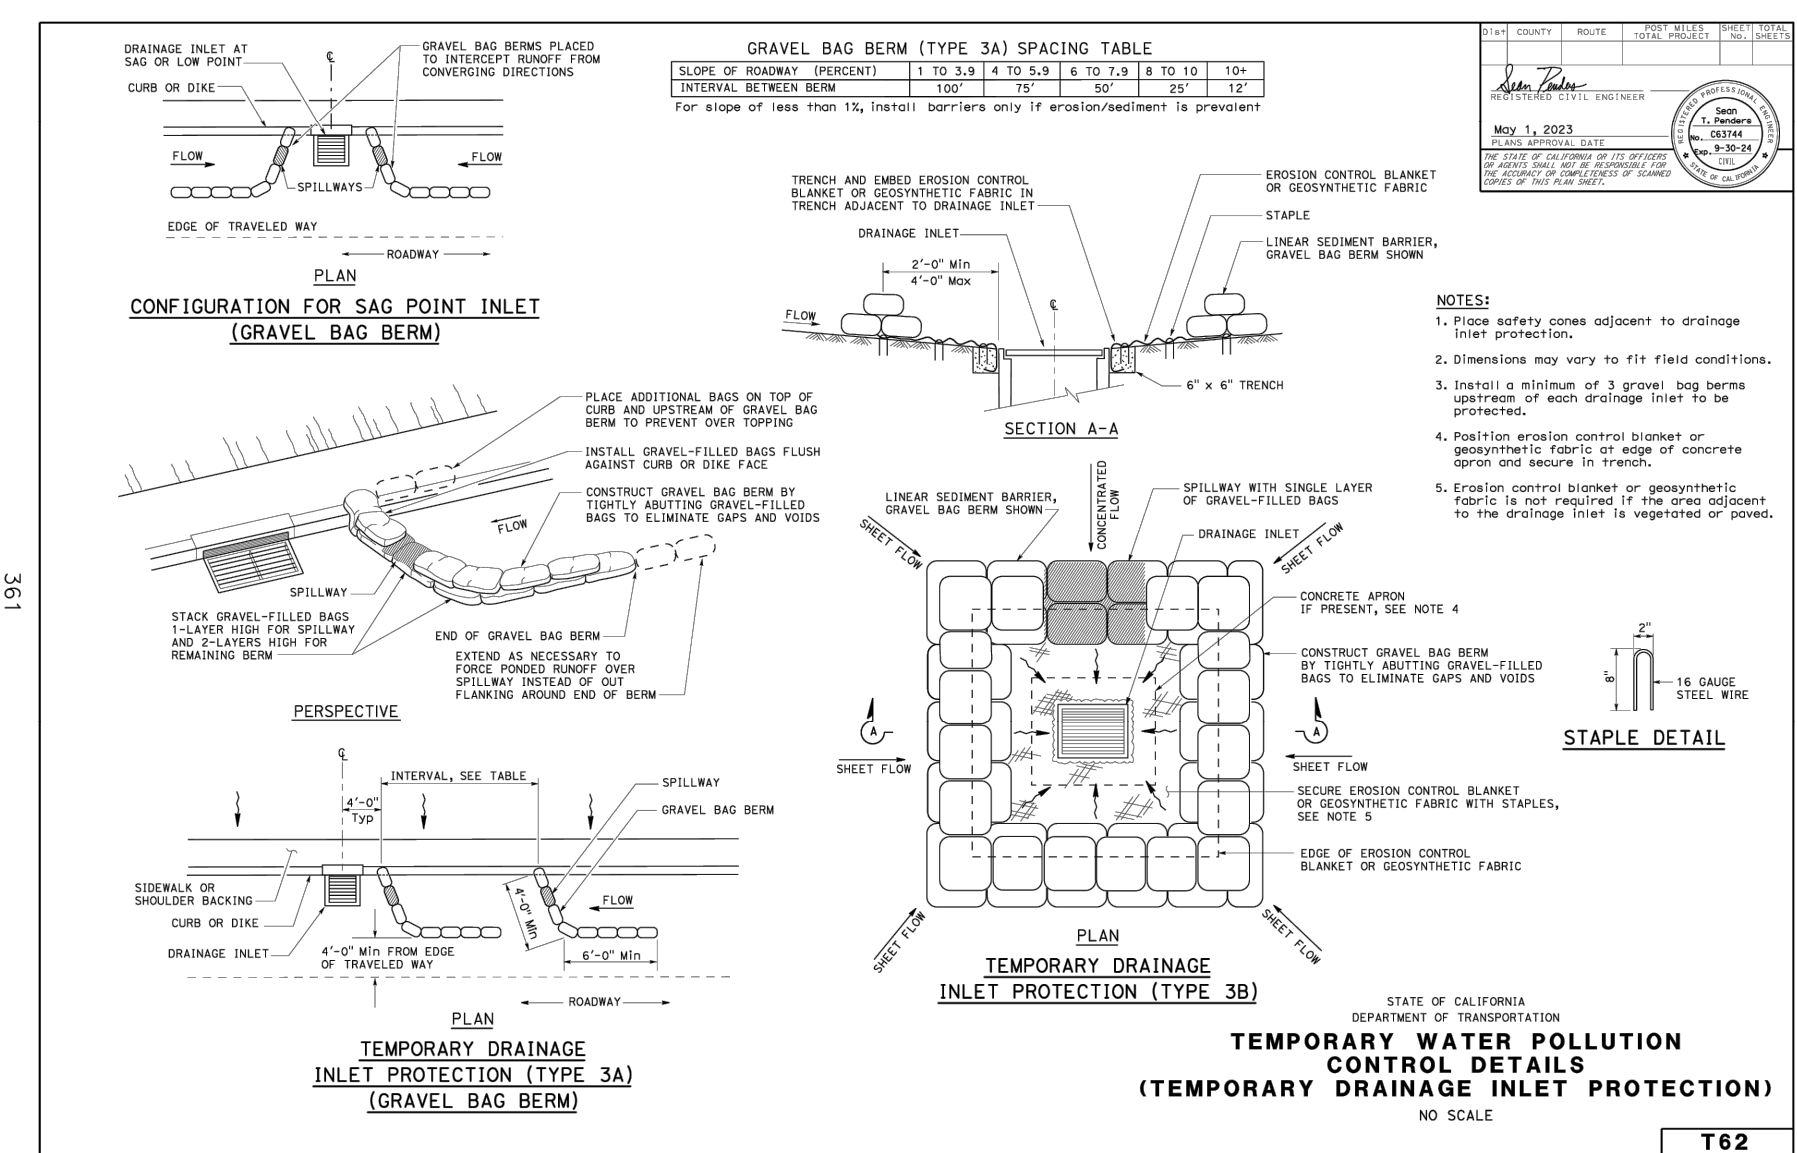 DRAINAGE INLET AT
SAG OR LOW POINT
CURB OR DIKE
℄
GRAVEL BAG BERMS PLACED
TO INTERCEPT RUNOFF FROM
CONVERGING DIRECTIONS
FLOW
FLOW
SPILLWAYS
EDGE OF TRAVELED WAY
ROADWAY
PLAN
CONFIGURATION FOR SAG POINT INLET
(GRAVEL BAG BERM)
GRAVEL BAG BERM (TYPE 3A) SPACING TABLE
SLOPE OF ROADWAY (PERCENT) 1 TO 3.9 4 TO 5.9 6 TO 7.9 8 TO 10 10+
INTERVAL BETWEEN BERM 100' 75' 50' 25' 12'
For slope of less than 1%, install barriers only if erosion/sediment is prevalent
Dist COUNTY ROUTE POST MILES TOTAL PROJECT SHEET No. TOTAL SHEETS
Sean Penders
REGISTERED CIVIL ENGINEER
May 1, 2023
PLANS APPROVAL DATE
THE STATE OF CALIFORNIA OR ITS OFFICERS
OR AGENTS SHALL NOT BE RESPONSIBLE FOR
THE ACCURACY OR COMPLETENESS OF SCANNED
COPIES OF THIS PLAN SHEET.
REGISTERED PROFESSIONAL ENGINEER
Sean
T. Penders
No. C63744
Exp. 9-30-24
CIVIL
STATE OF CALIFORNIA
TRENCH AND EMBED EROSION CONTROL
BLANKET OR GEOSYNTHETIC FABRIC IN
TRENCH ADJACENT TO DRAINAGE INLET
DRAINAGE INLET
2'-0" Min
4'-0" Max
FLOW
℄
EROSION CONTROL BLANKET
OR GEOSYNTHETIC FABRIC
STAPLE
LINEAR SEDIMENT BARRIER,
GRAVEL BAG BERM SHOWN
6" x 6" TRENCH
SECTION A-A
NOTES:
1. Place safety cones adjacent to drainage
inlet protection.
2. Dimensions may vary to fit field conditions.
3. Install a minimum of 3 gravel bag berms
upstream of each drainage inlet to be
protected.
4. Position erosion control blanket or
geosynthetic fabric at edge of concrete
apron and secure in trench.
5. Erosion control blanket or geosynthetic
fabric is not required if the area adjacent
to the drainage inlet is vegetated or paved.
PLACE ADDITIONAL BAGS ON TOP OF
CURB AND UPSTREAM OF GRAVEL BAG
BERM TO PREVENT OVER TOPPING
INSTALL GRAVEL-FILLED BAGS FLUSH
AGAINST CURB OR DIKE FACE
CONSTRUCT GRAVEL BAG BERM BY
TIGHTLY ABUTTING GRAVEL-FILLED
BAGS TO ELIMINATE GAPS AND VOIDS
FLOW
SPILLWAY
STACK GRAVEL-FILLED BAGS
1-LAYER HIGH FOR SPILLWAY
AND 2-LAYERS HIGH FOR
REMAINING BERM
END OF GRAVEL BAG BERM
EXTEND AS NECESSARY TO
FORCE PONDED RUNOFF OVER
SPILLWAY INSTEAD OF OUT
FLANKING AROUND END OF BERM
PERSPECTIVE
361
LINEAR SEDIMENT BARRIER,
GRAVEL BAG BERM SHOWN
CONCENTRATED
FLOW
SPILLWAY WITH SINGLE LAYER
OF GRAVEL-FILLED BAGS
DRAINAGE INLET
SHEET FLOW
SHEET FLOW
CONCRETE APRON
IF PRESENT, SEE NOTE 4
CONSTRUCT GRAVEL BAG BERM
BY TIGHTLY ABUTTING GRAVEL-FILLED
BAGS TO ELIMINATE GAPS AND VOIDS
A
A
SHEET FLOW
SHEET FLOW
SECURE EROSION CONTROL BLANKET
OR GEOSYNTHETIC FABRIC WITH STAPLES,
SEE NOTE 5
EDGE OF EROSION CONTROL
BLANKET OR GEOSYNTHETIC FABRIC
SHEET FLOW
SHEET FLOW
PLAN
TEMPORARY DRAINAGE
INLET PROTECTION (TYPE 3B)
2"
8"
16 GAUGE
STEEL WIRE
STAPLE DETAIL
℄
INTERVAL, SEE TABLE
4'-0"
Typ
SPILLWAY
GRAVEL BAG BERM
SIDEWALK OR
SHOULDER BACKING
CURB OR DIKE
DRAINAGE INLET
4'-0" Min
FLOW
4'-0" Min FROM EDGE
OF TRAVELED WAY
6'-0" Min
ROADWAY
PLAN
TEMPORARY DRAINAGE
INLET PROTECTION (TYPE 3A)
(GRAVEL BAG BERM)
STATE OF CALIFORNIA
DEPARTMENT OF TRANSPORTATION
TEMPORARY WATER POLLUTION
CONTROL DETAILS
(TEMPORARY DRAINAGE INLET PROTECTION)
NO SCALE
T62